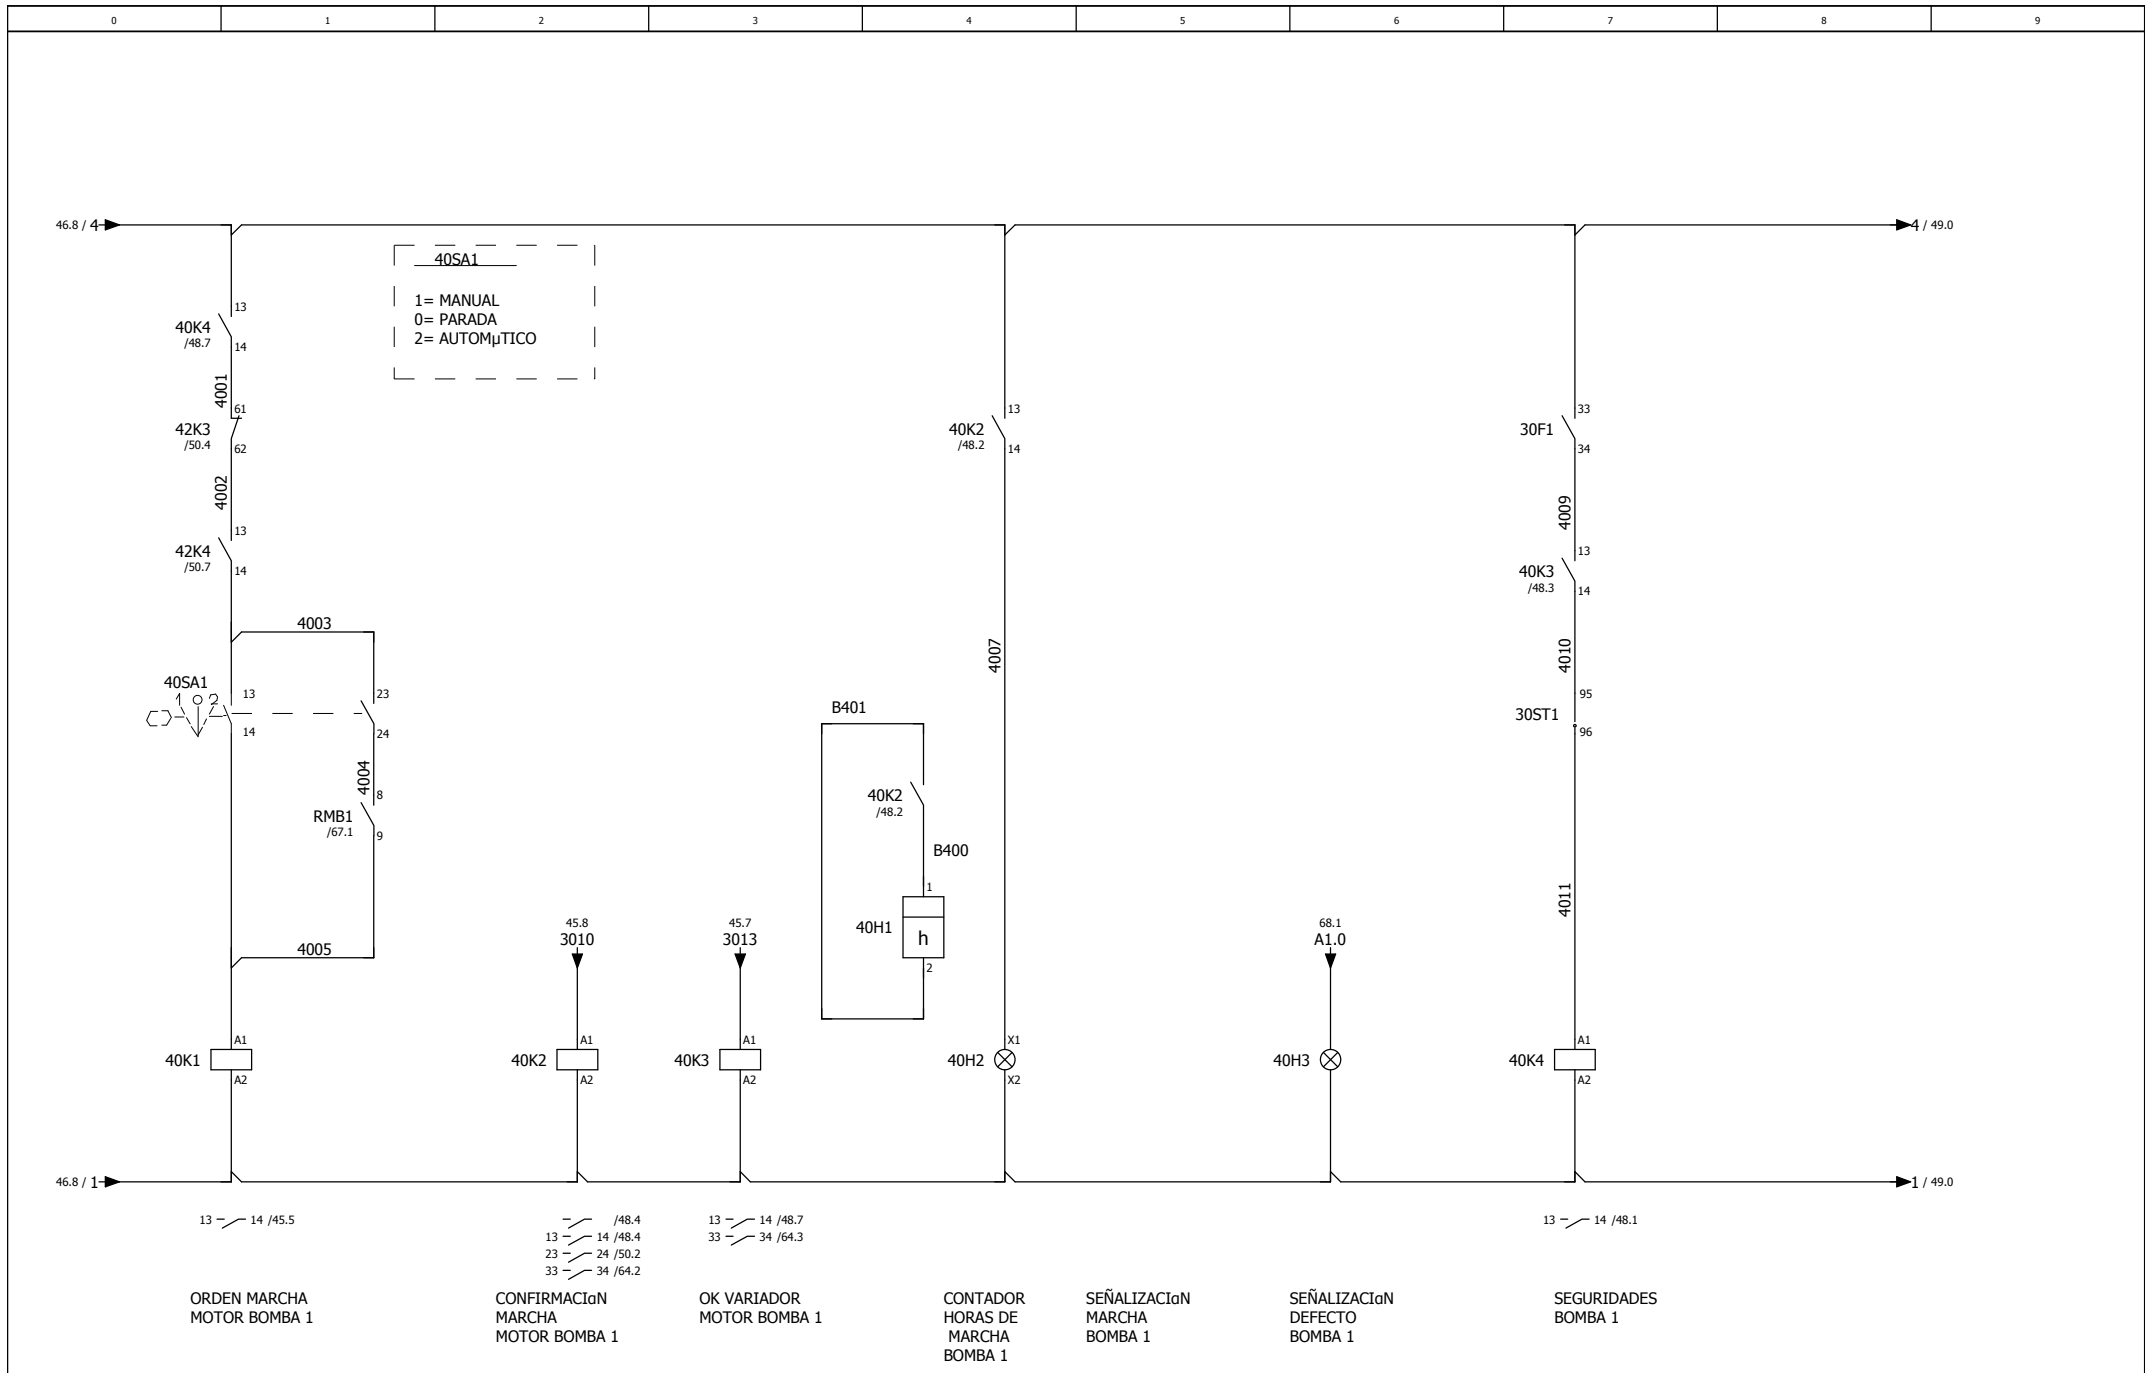 0 1 2 3 4 5 6 7 8 9
46.8 / 4
4 / 49.0
40SA1
1= MANUAL
0= PARADA
2= AUTOMµTICO
13
40K4
/48.7
14
4001
61
42K3
/50.4
62
4002
13
42K4
/50.7
14
4003
40SA1
1 0 2
13
14
23
24
4004
8
RMB1
/67.1
9
4005
A1
40K1
A2
45.8
3010
A1
40K2
A2
45.7
3013
A1
40K3
A2
B401
40K2
/48.2
B400
1
40H1
h
2
13
40K2
/48.2
14
4007
X1
40H2
X2
68.1
A1.0
40H3
33
30F1
34
4009
13
40K3
/48.3
14
4010
95
30ST1
96
4011
A1
40K4
A2
46.8 / 1
1 / 49.0
13 14 /45.5
/48.4
13 14 /48.4
23 24 /50.2
33 34 /64.2
13 14 /48.7
33 34 /64.3
13 14 /48.1
ORDEN MARCHA
MOTOR BOMBA 1
CONFIRMACIαN
MARCHA
MOTOR BOMBA 1
OK VARIADOR
MOTOR BOMBA 1
CONTADOR
HORAS DE
MARCHA
BOMBA 1
SEÑALIZACIαN
MARCHA
BOMBA 1
SEÑALIZACIαN
DEFECTO
BOMBA 1
SEGURIDADES
BOMBA 1